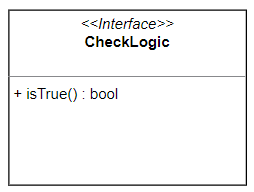 <<Interface>>
CheckLogic
+ isTrue() : bool